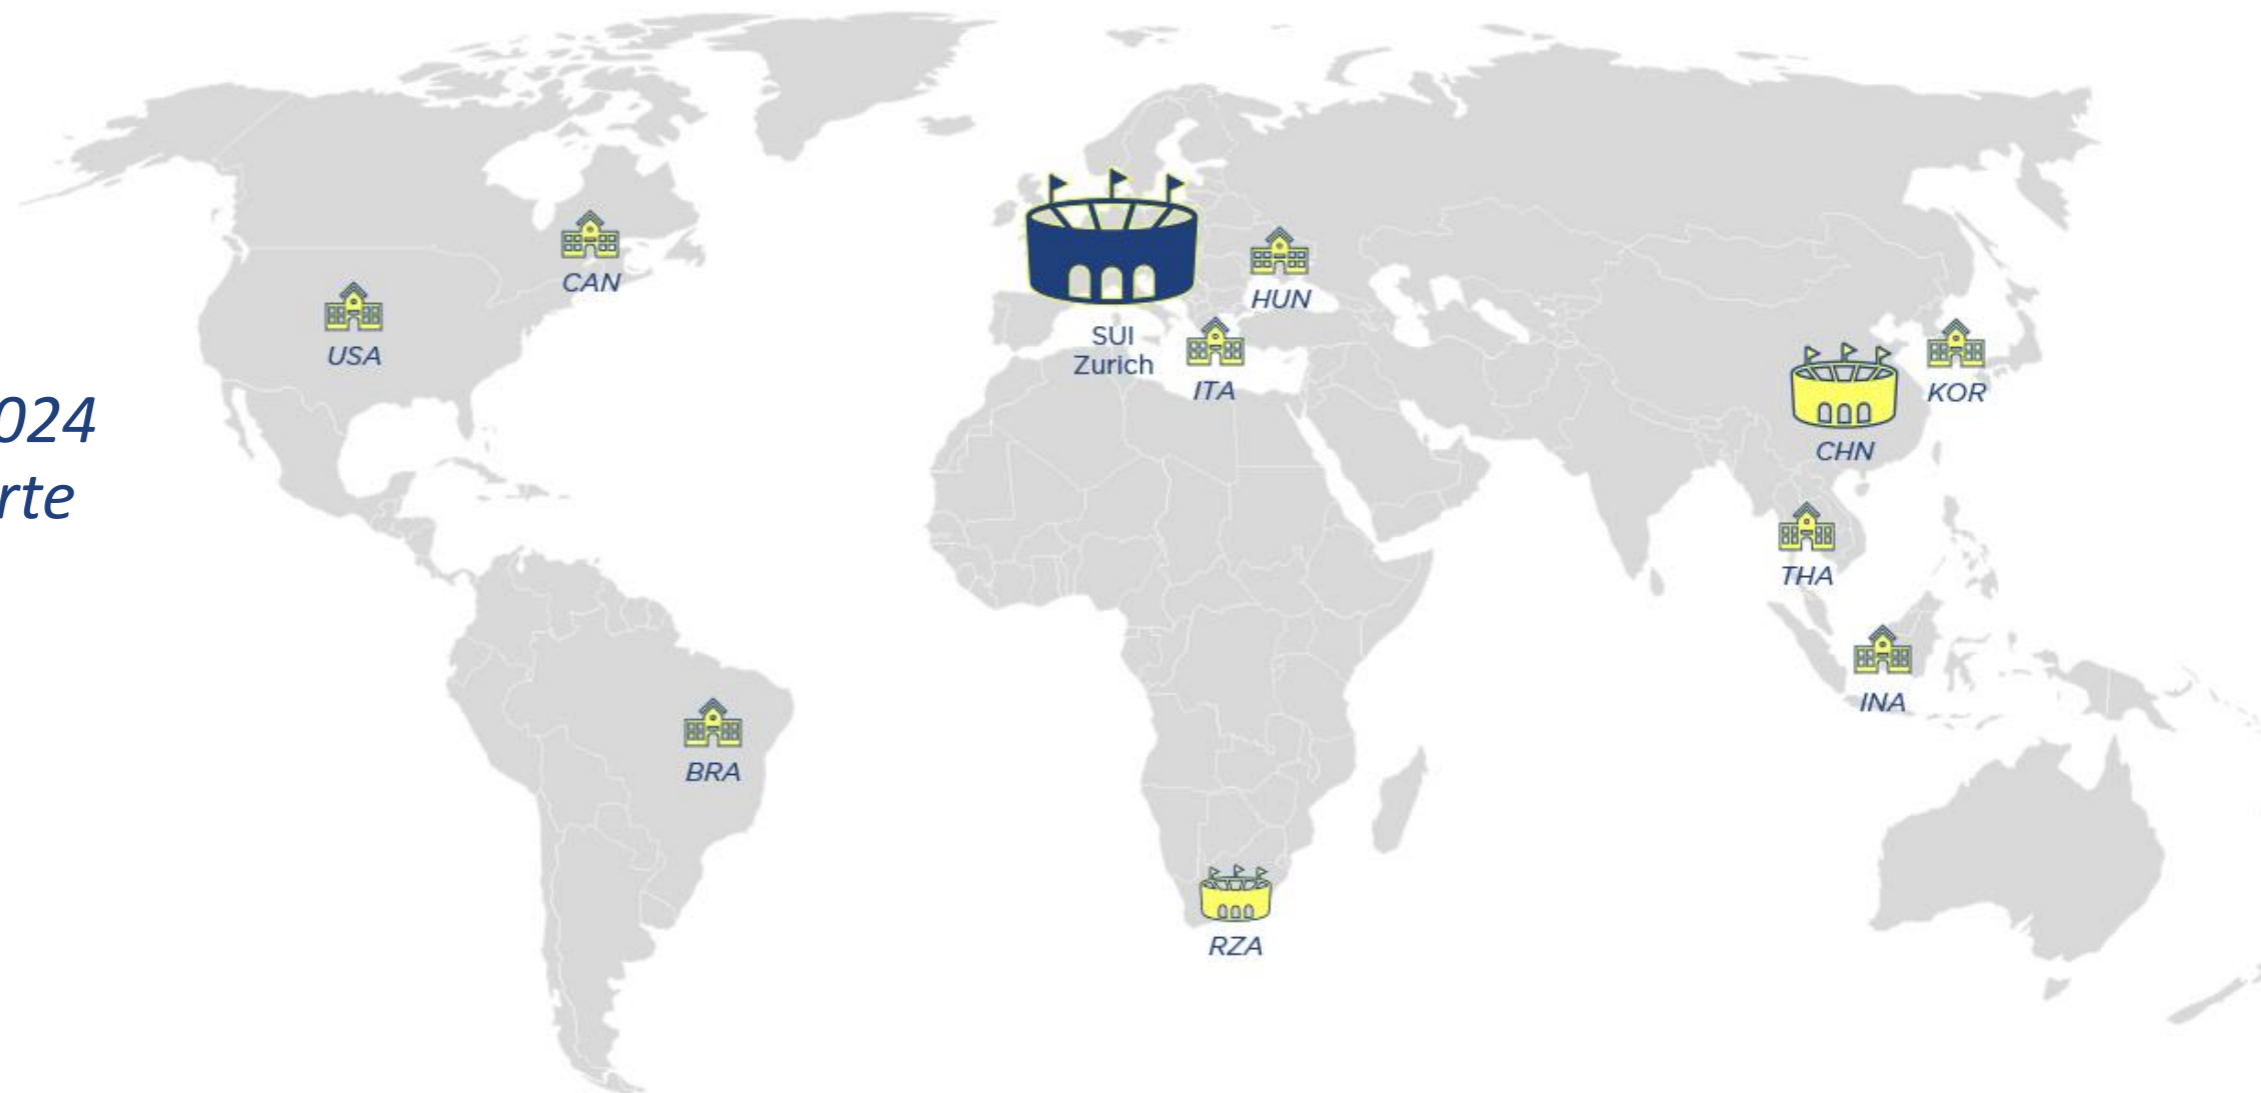 CAN
USA
024
rte
HUN
SUI
Zurich
ITA
KOR
CHN
THA
INA
BRA
RZA